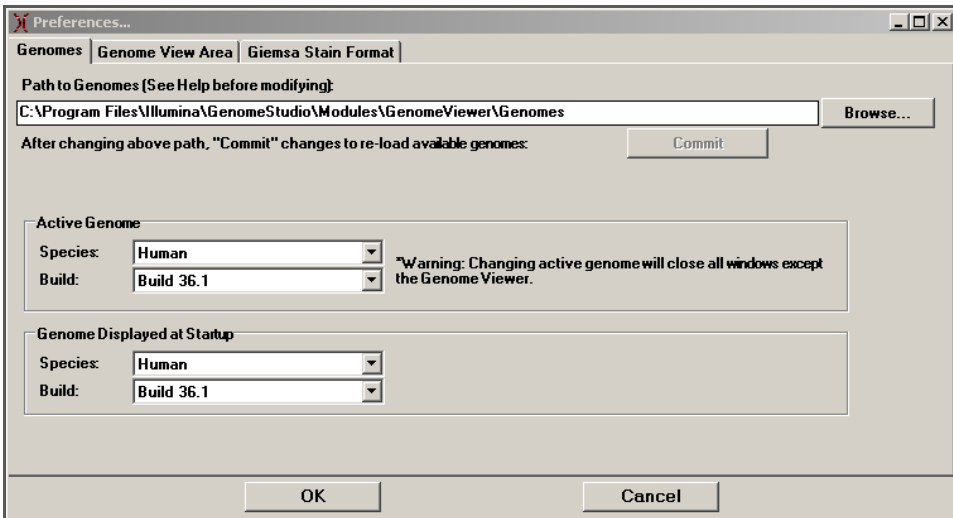 Preferences...
Genomes Genome View Area Giemsa Stain Format
Path to Genomes (See Help before modifying):
C:\Program Files\Illumina\GenomeStudio\Modules\GenomeViewer\Genomes Browse...
After changing above path, "Commit" changes to re-load available genomes: Commit
Active Genome
Species: Human
Build: Build 36.1
*Warning: Changing active genome will close all windows except
the Genome Viewer.
Genome Displayed at Startup
Species: Human
Build: Build 36.1
OK Cancel